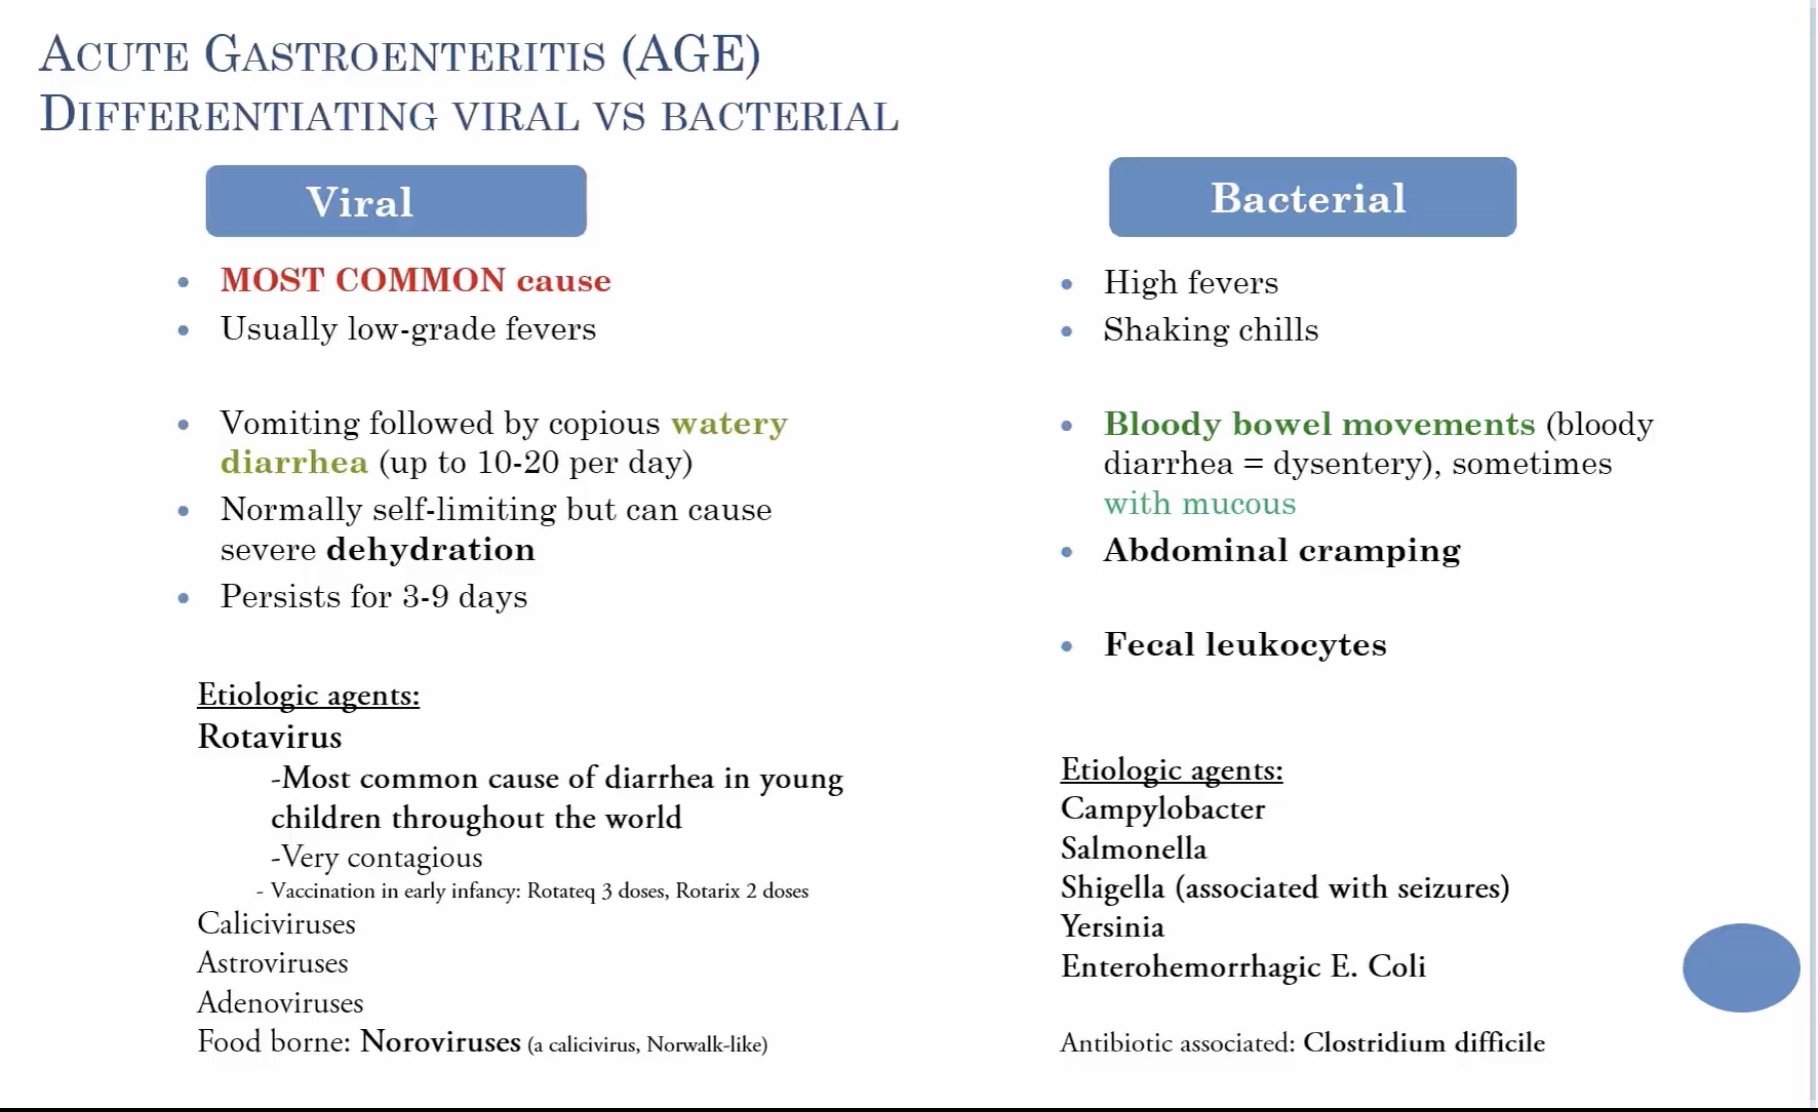 ACUTE GASTROENTERITIS (AGE)
DIFFERENTIATING VIRAL VS BACTERIAL
Viral
• MOST COMMON cause
• Usually low-grade fevers
• Vomiting followed by copious watery
diarrhea (up to 10-20 per day)
• Normally self-limiting but can cause
severe dehydration
• Persists for 3-9 days
Etiologic agents:
Rotavirus
-Most common cause of diarrhea in young
children throughout the world
-Very contagious
- Vaccination in early infancy: Rotateq 3 doses, Rotarix 2 doses
Caliciviruses
Astroviruses
Adenoviruses
Food borne: Noroviruses (a calicivirus, Norwalk-like)
Bacterial
• High fevers
• Shaking chills
• Bloody bowel movements (bloody
diarrhea = dysentery), sometimes
with mucous
• Abdominal cramping
• Fecal leukocytes
Etiologic agents:
Campylobacter
Salmonella
Shigella (associated with seizures)
Yersinia
Enterohemorrhagic E. Coli
Antibiotic associated: Clostridium difficile